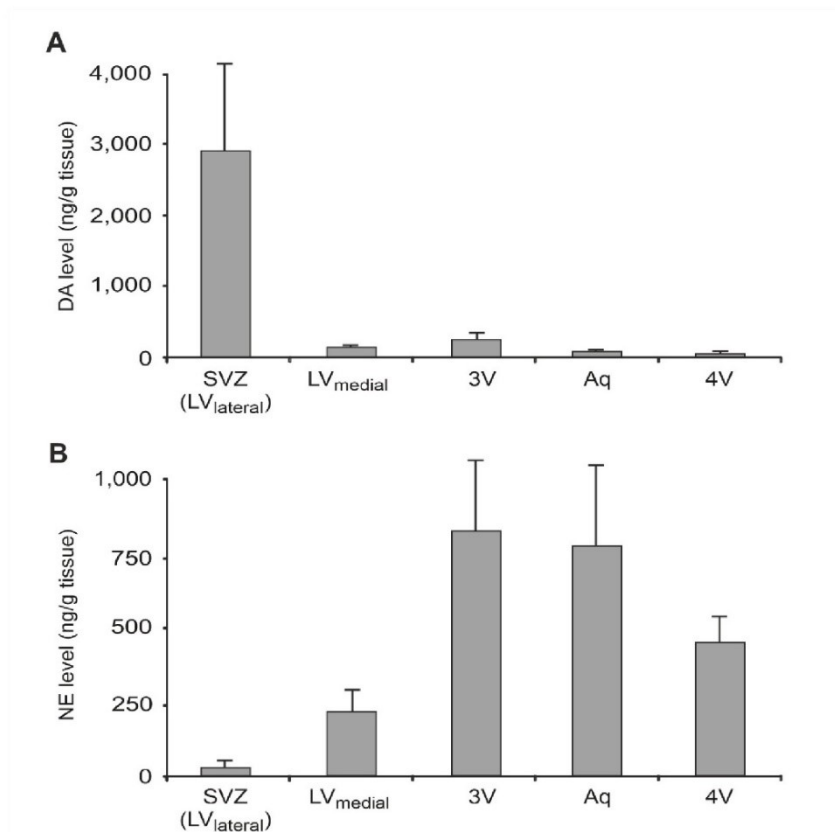 A
DA level (ng/g tissue)
4,000
3,000
2,000
1,000
0
SVZ
(LVlateral)
LVmedial
3V
Aq
4V
B
NE level (ng/g tissue)
1,000
750
500
250
0
SVZ
(LVlateral)
LVmedial
3V
Aq
4V